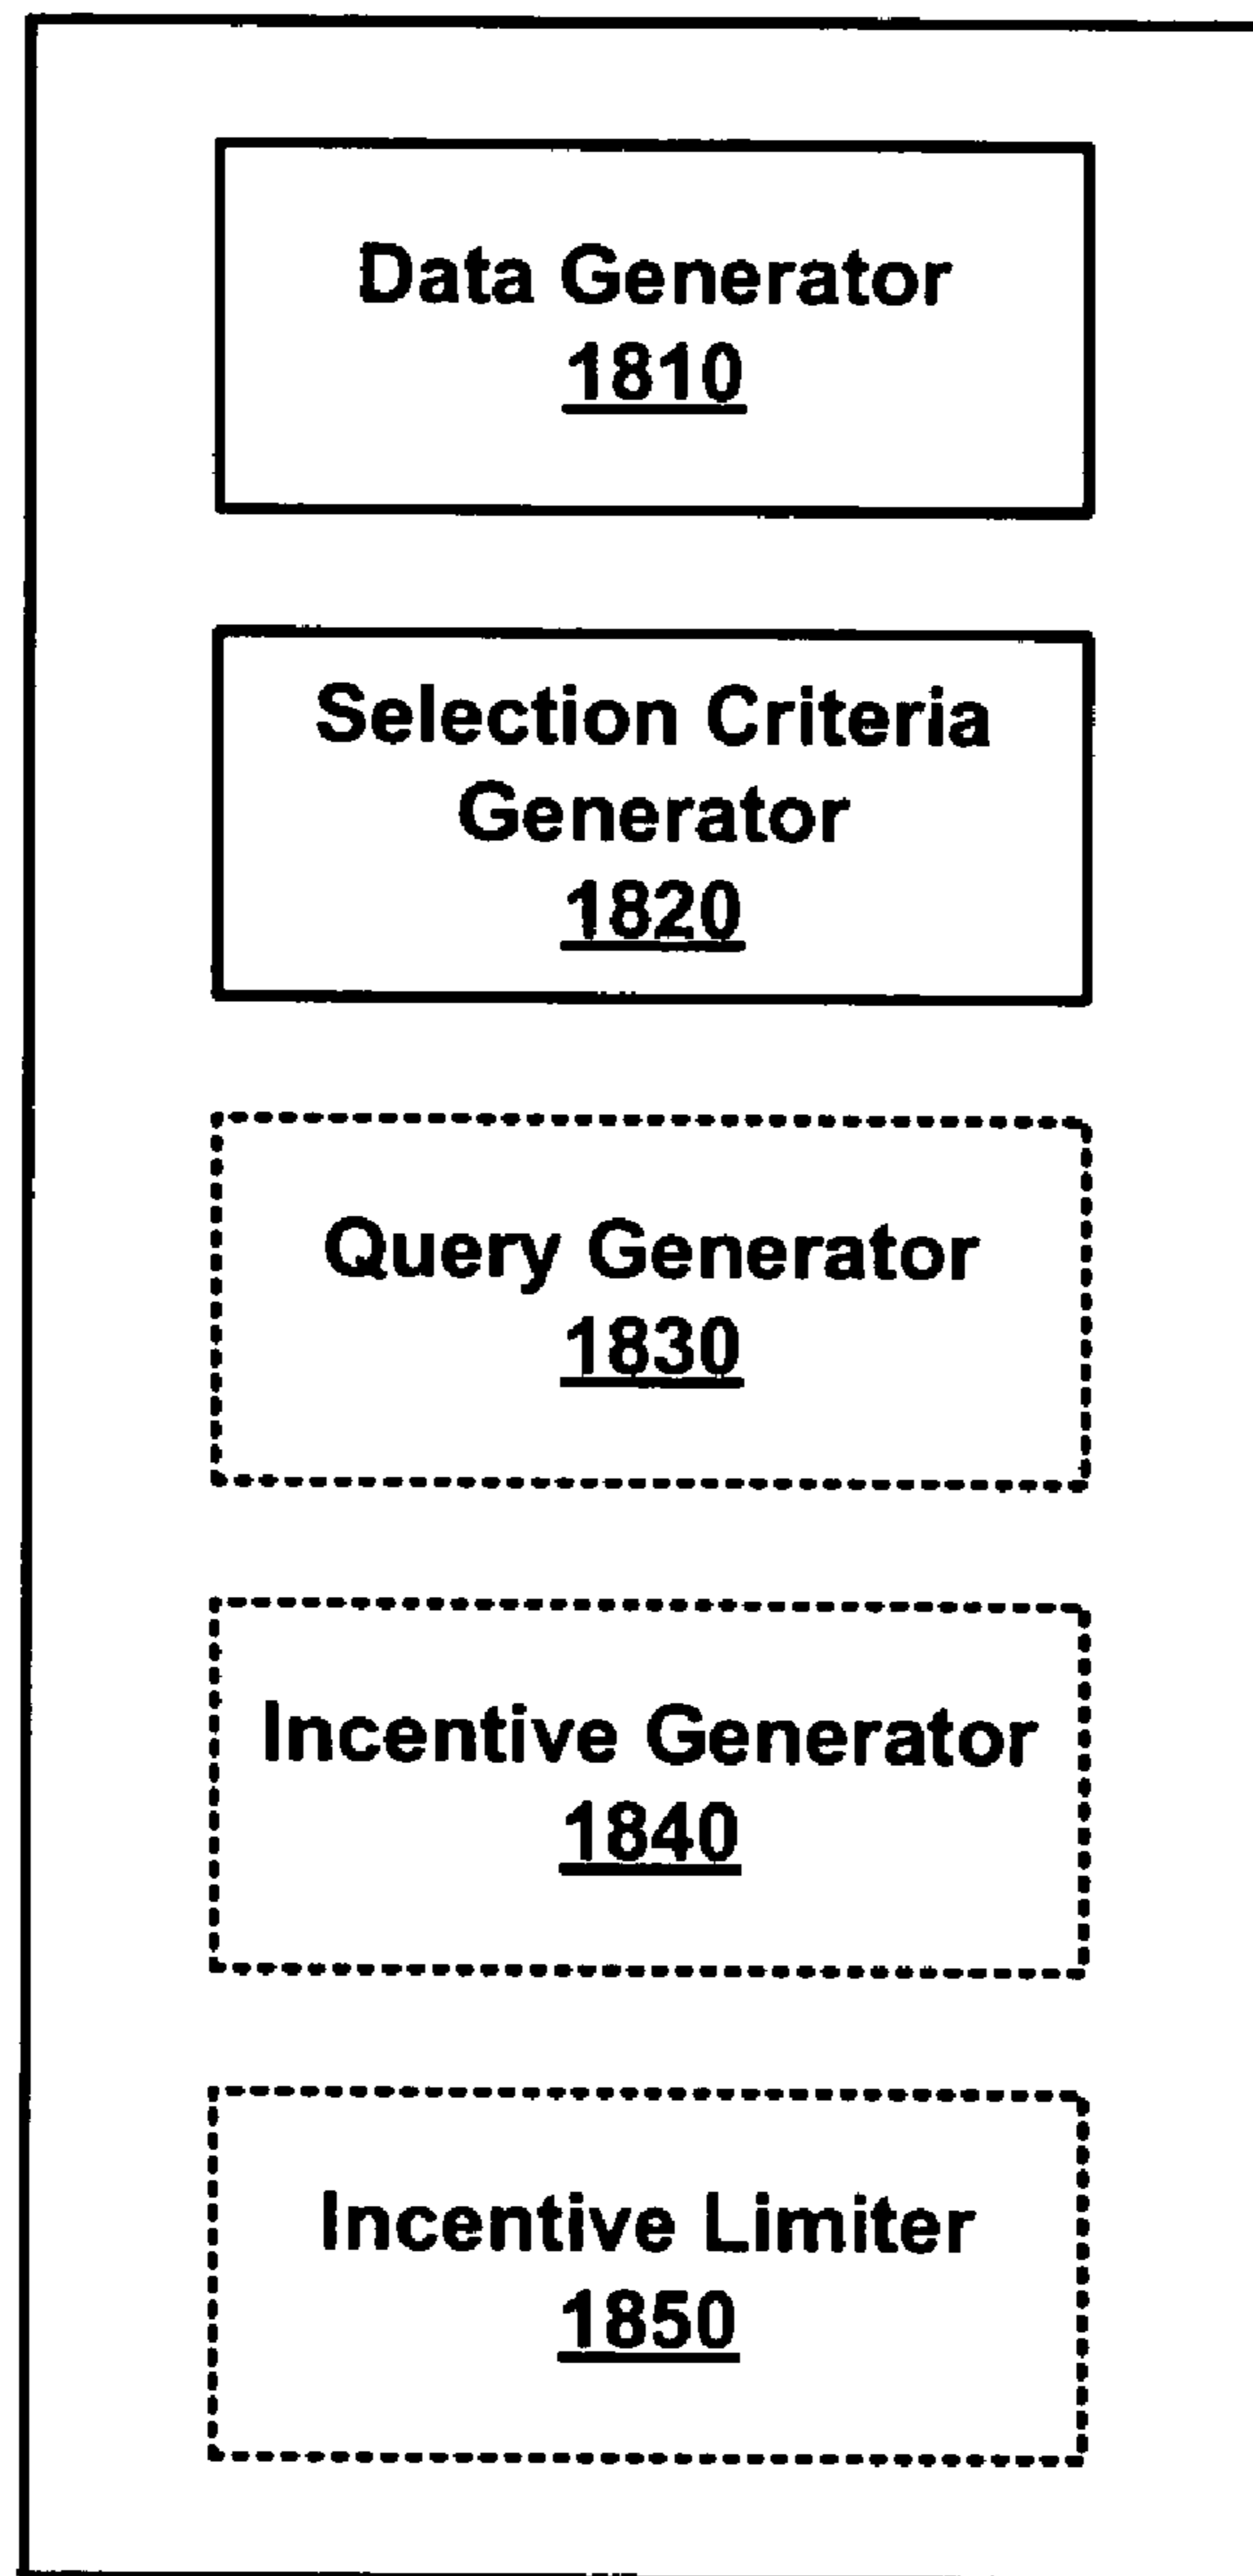 Data Generator
1810
Selection Criteria
Generator
1820
Query Generator
1830
Incentive Generator
1840
Incentive Limiter
1850